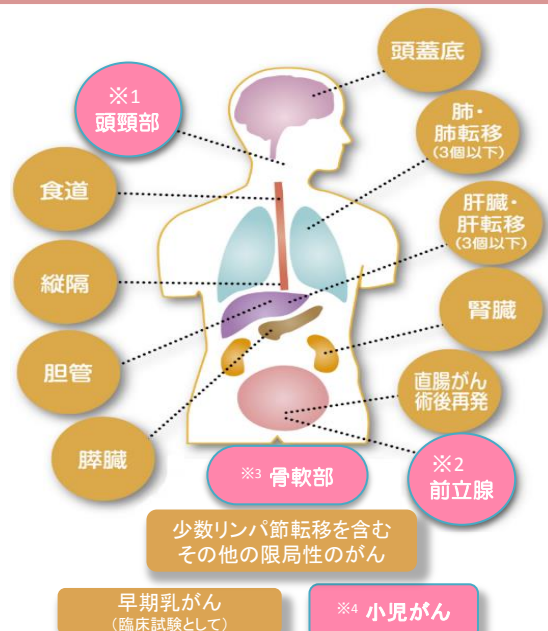 頭蓋底
※1
頭頸部
肺・
肺転移
(3個以下)
食道
肝臓・
肝転移
(3個以下)
縦隔
腎臓
胆管
直腸がん
術後再発
膵臓
※3 骨軟部
※2
前立腺
少数リンパ節転移を含む
その他の限局性のがん
早期乳がん
(臨床試験として)
※4 小児がん